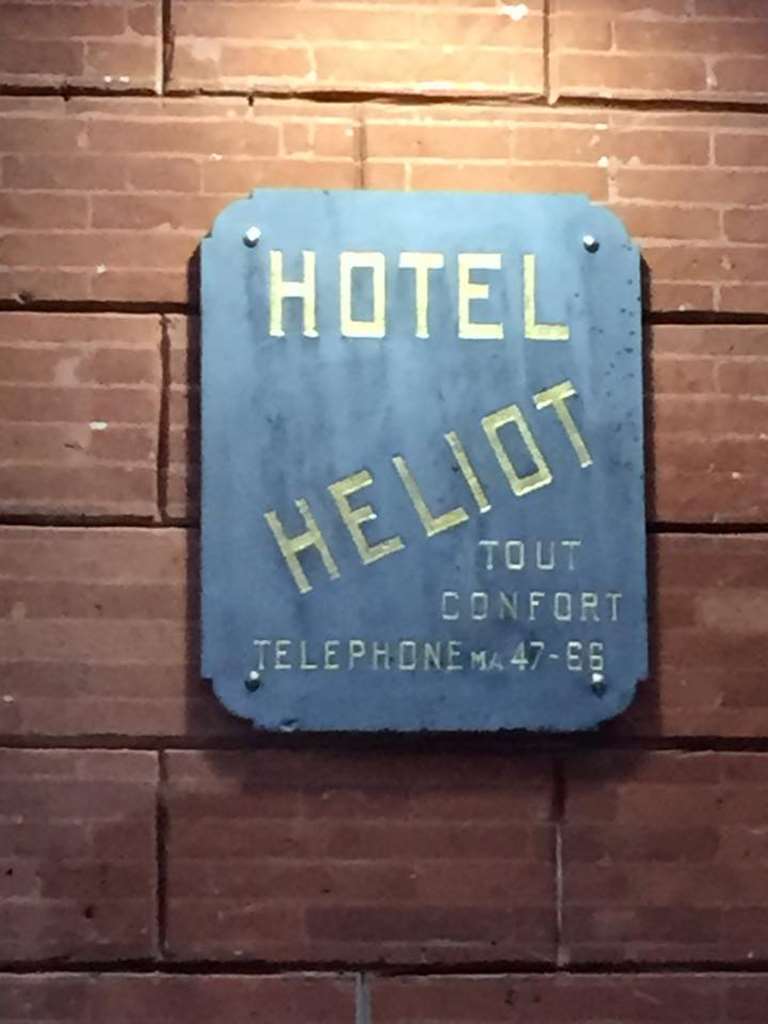 HOTEL
HELIOT
TOUT
CONFORT
TELEPHONE MA 47-66